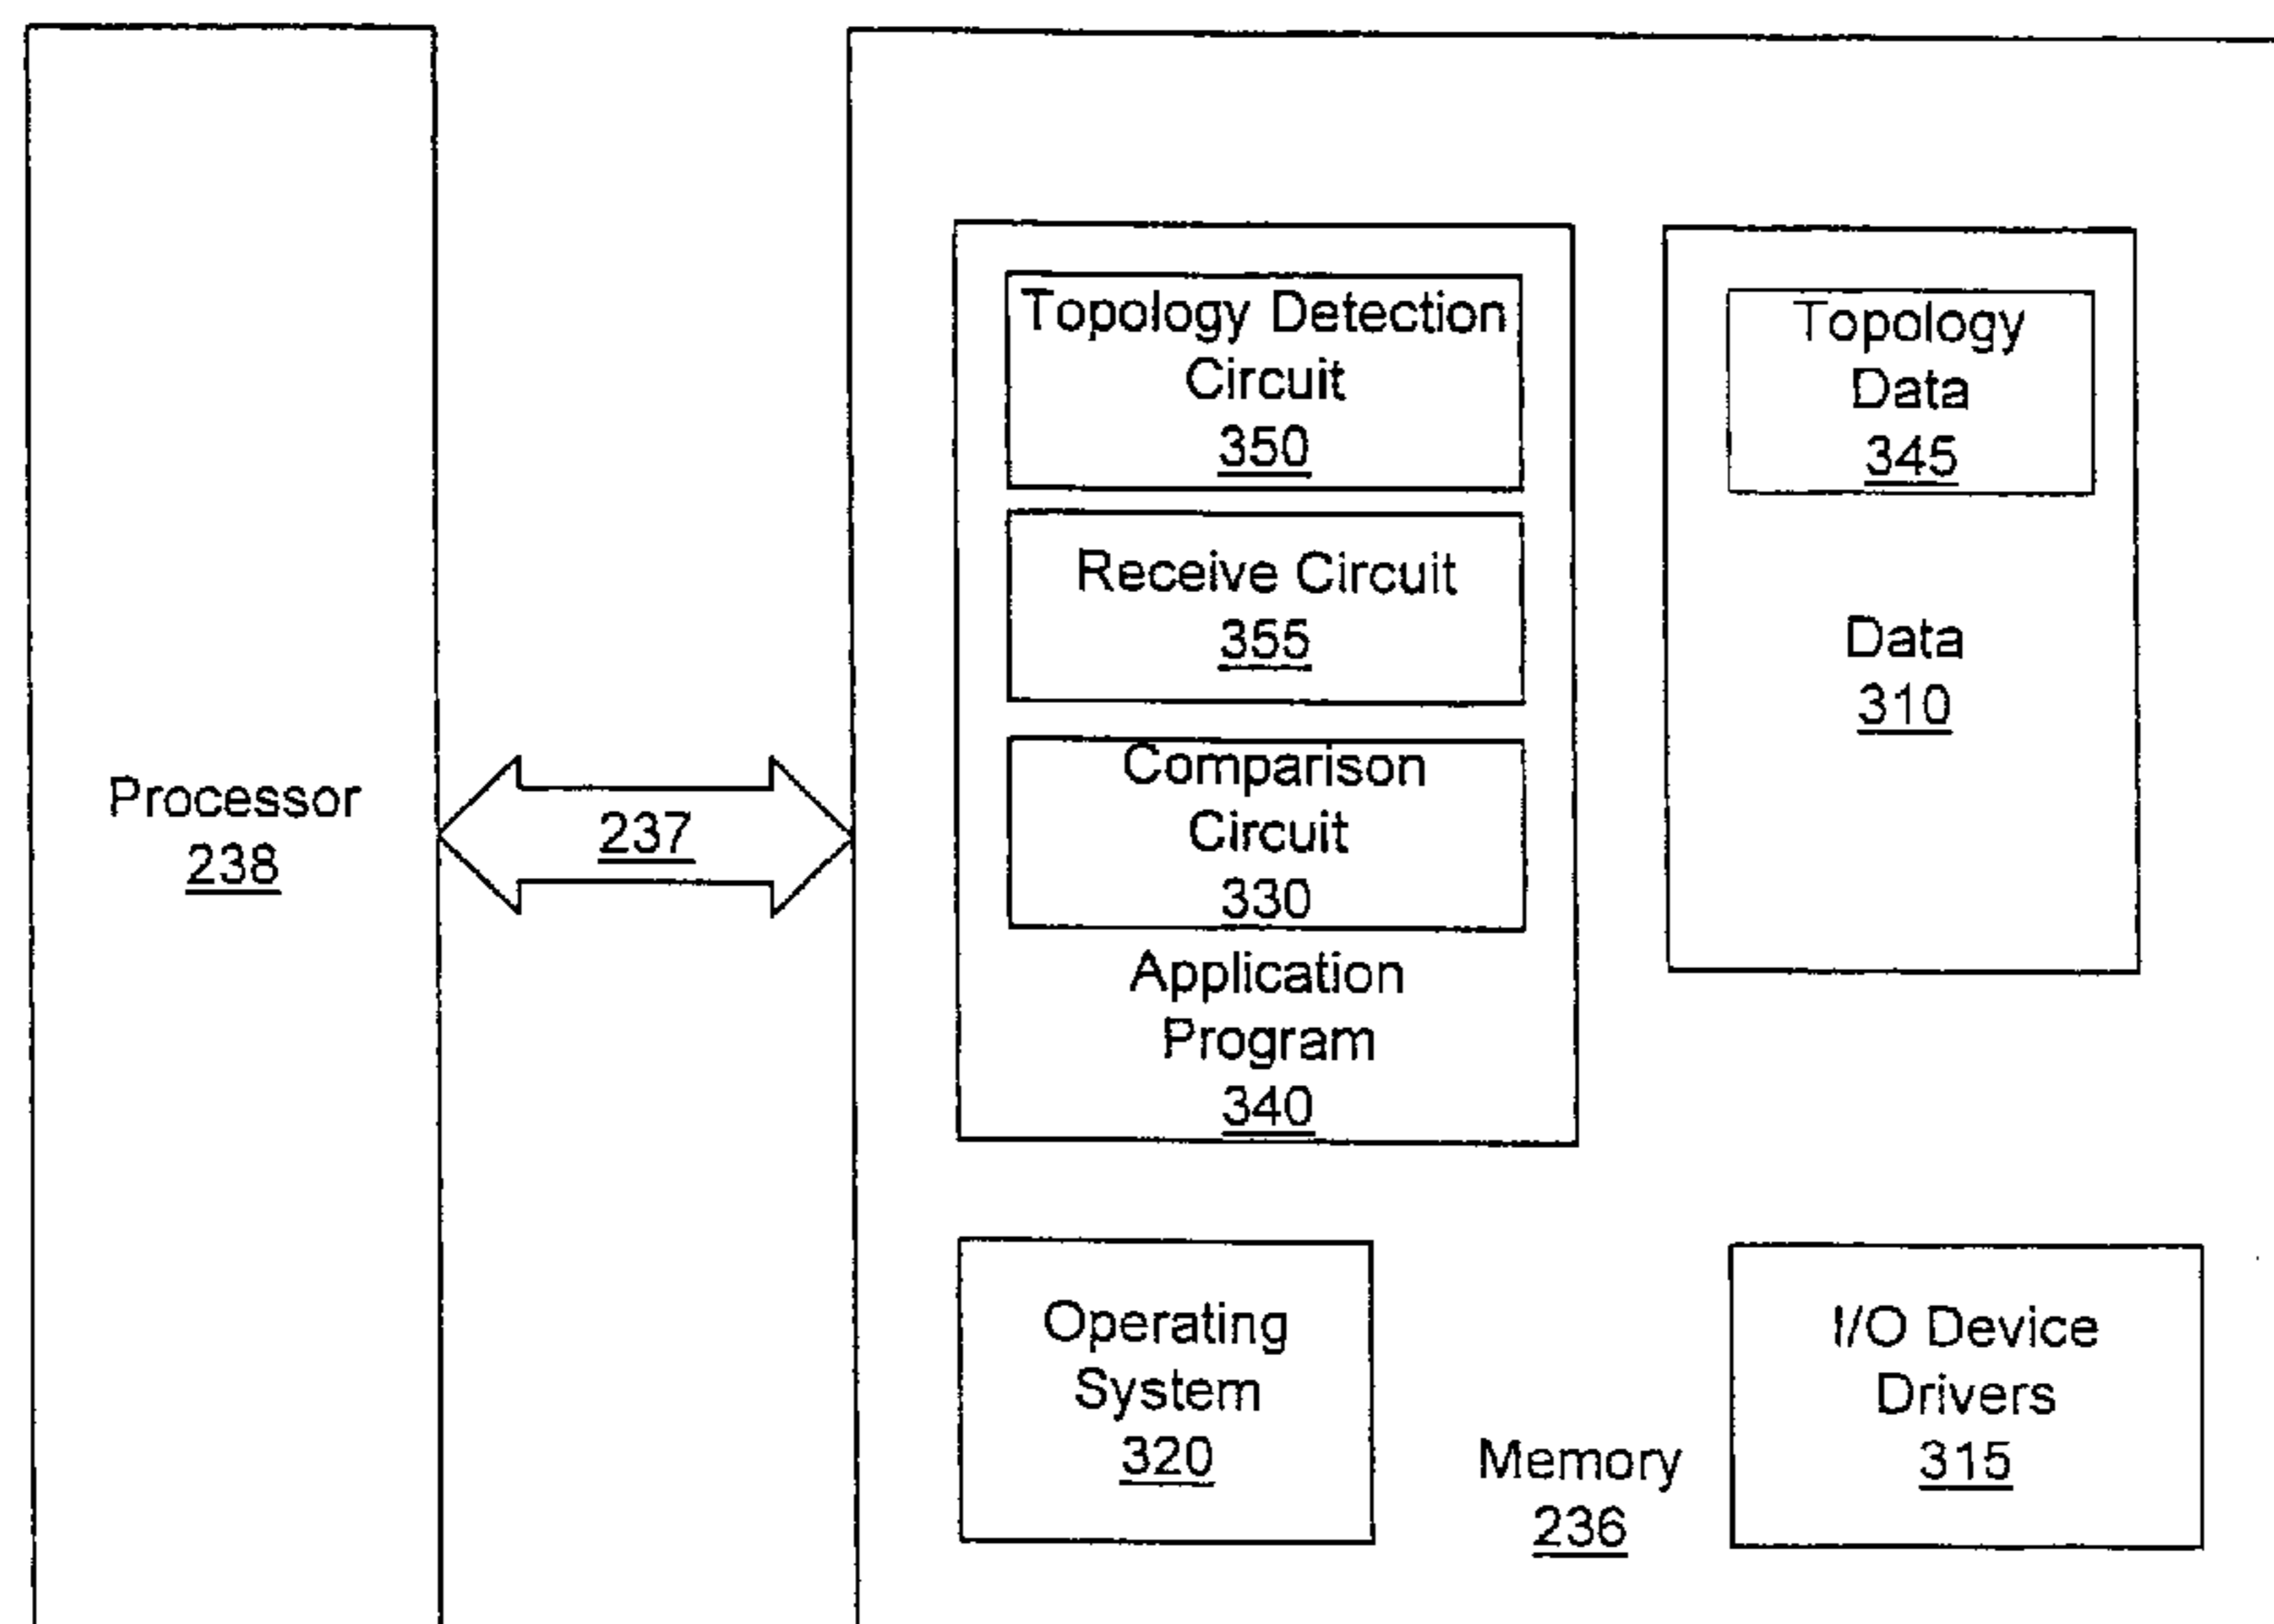 Processor
238
237
Topology Detection
Circuit
350
Receive Circuit
355
Comparison
Circuit
330
Application
Program
340
Topology
Data
345
Data
310
Operating
System
320
Memory
236
I/O Device
Drivers
315